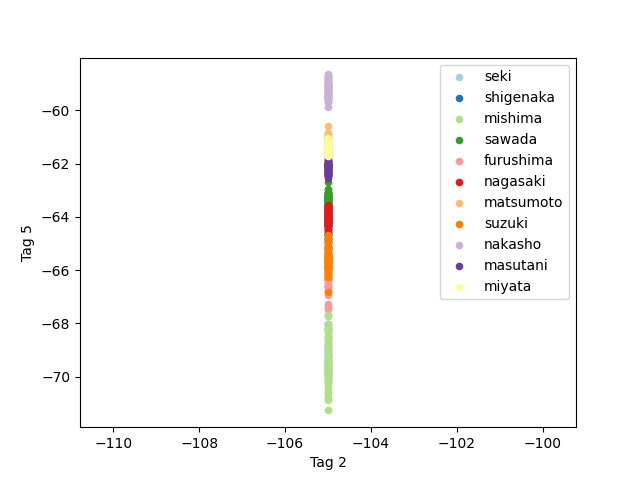 seki
shigenaka
mishima
sawada
furushima
nagasaki
matsumoto
suzuki
nakasho
masutani
miyata
−60
−62
−64
−66
−68
−70
Tag 5
−110
−108
−106
−104
−102
−100
Tag 2